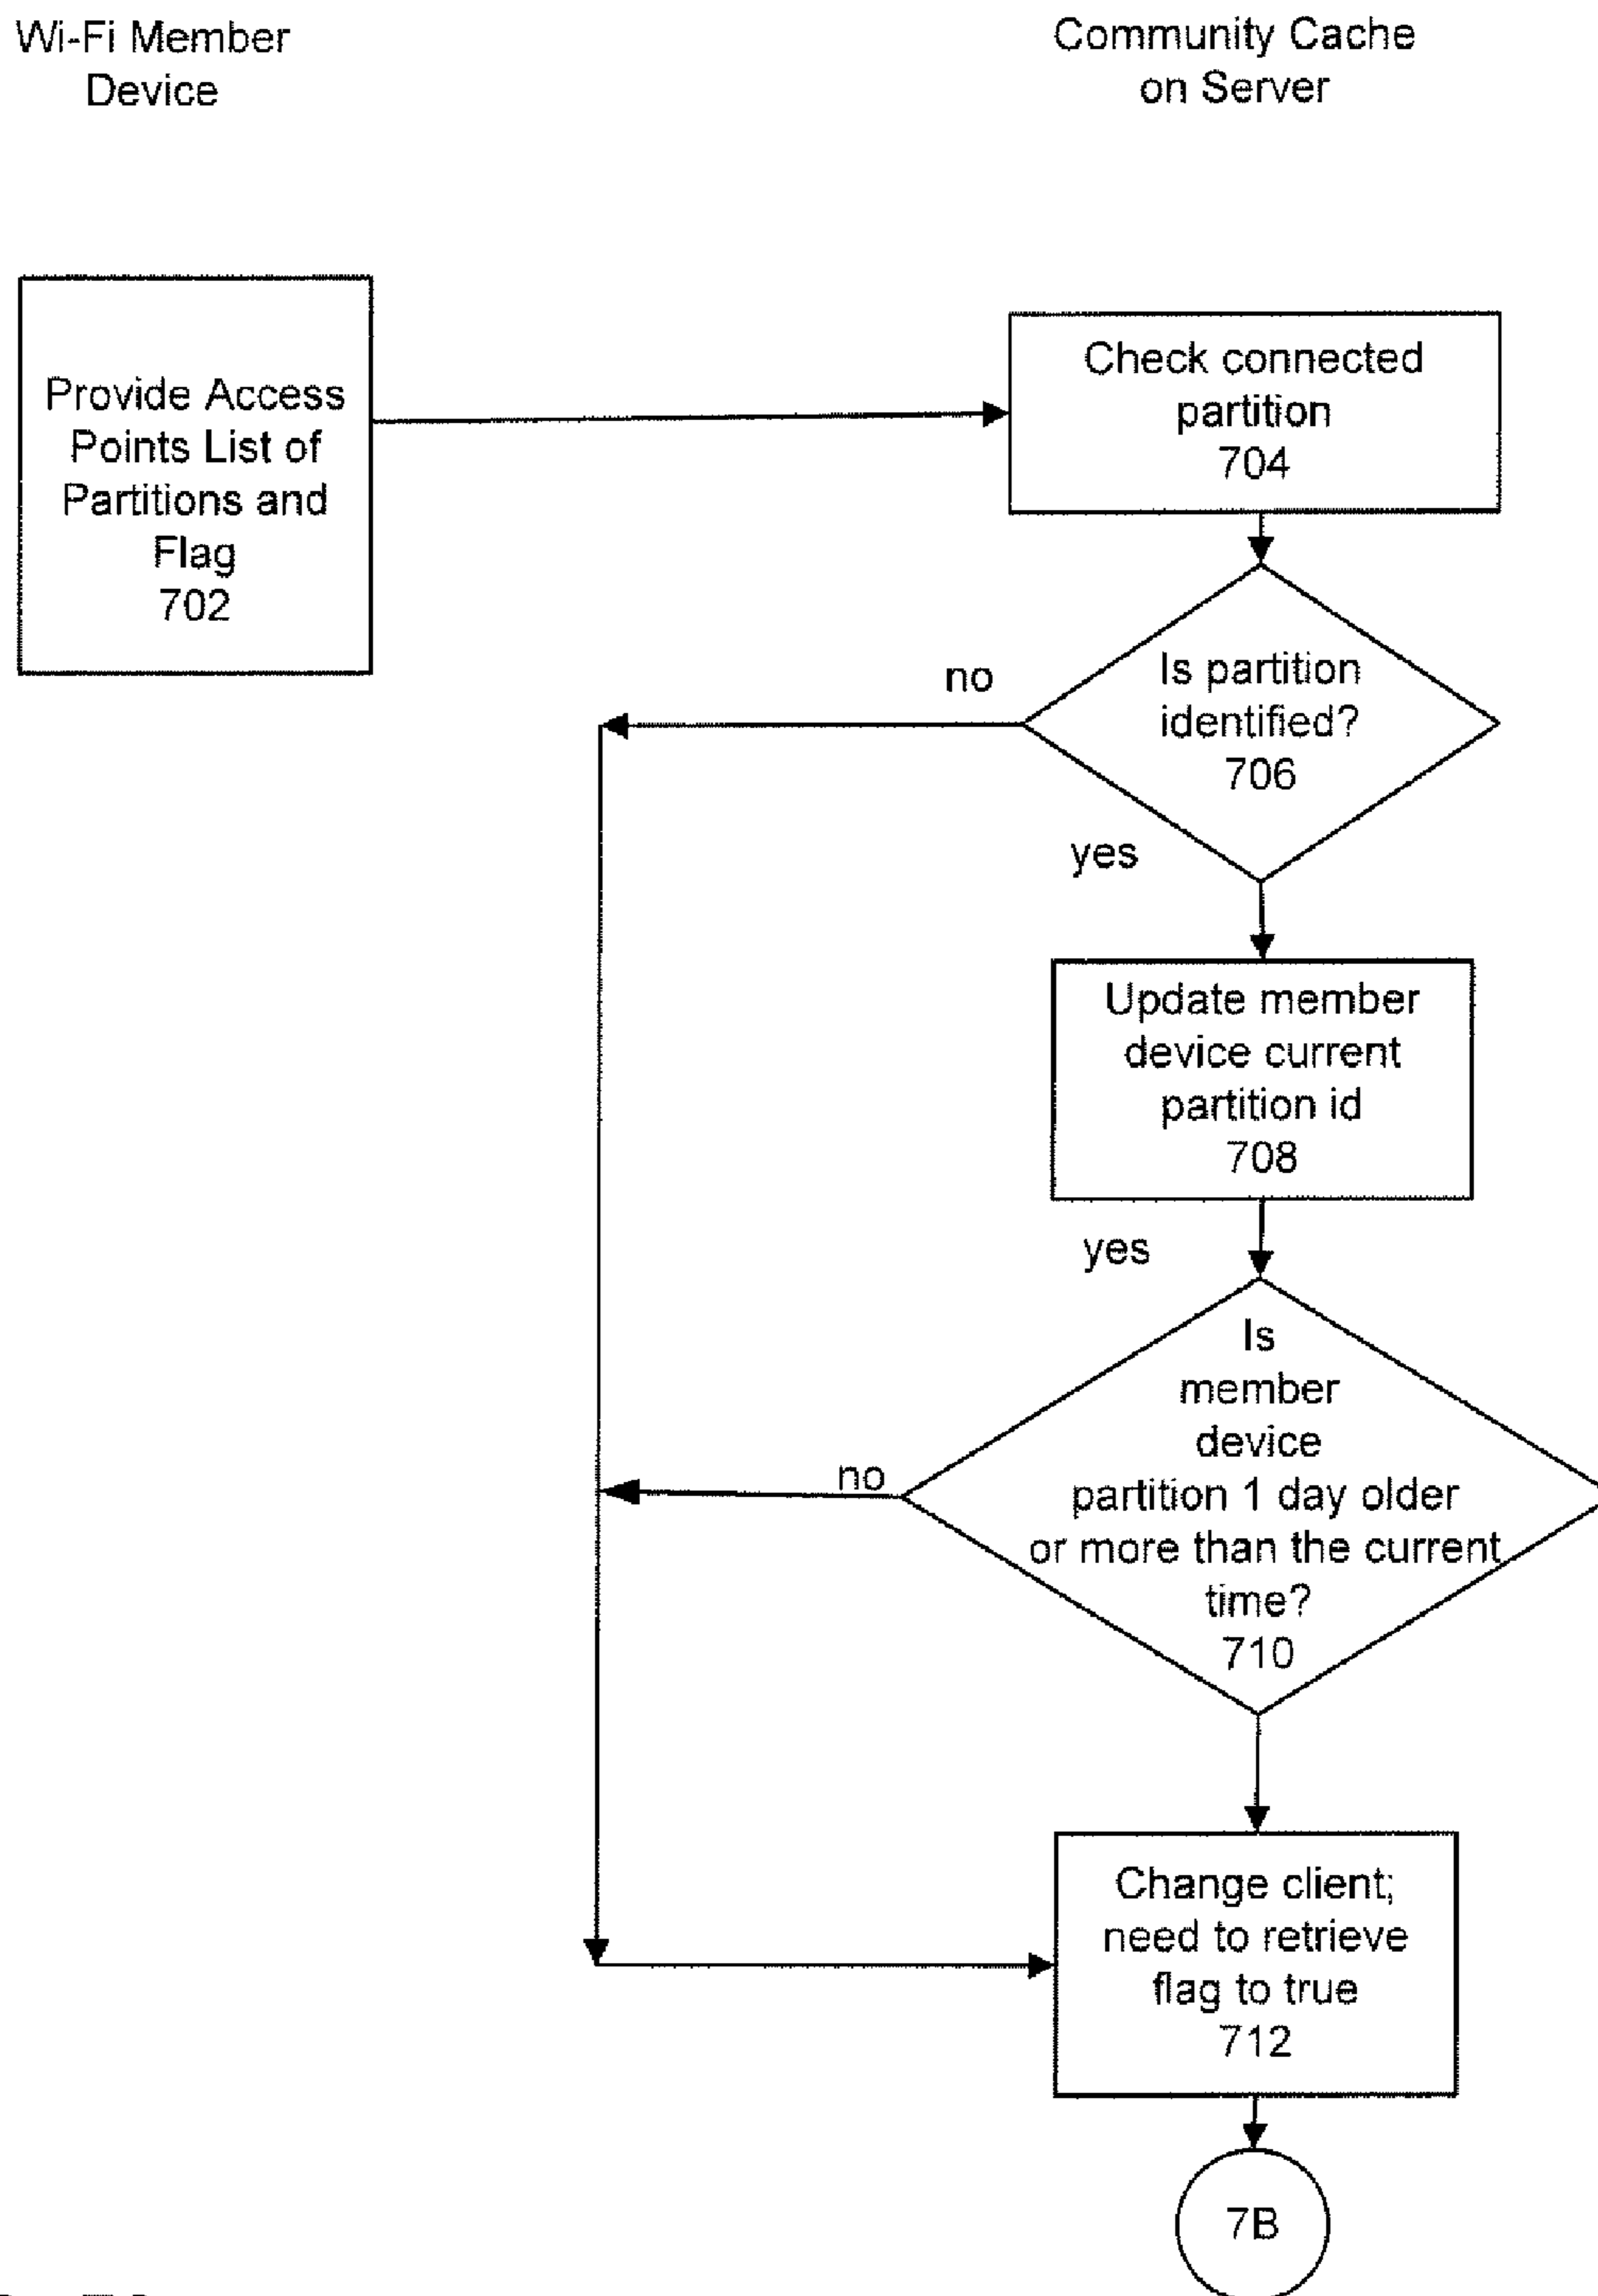 Wi-Fi Member
Device
Community Cache
on Server
Provide Access
Points List of
Partitions and
Flag
702
Check connected
partition
704
no
Is partition
identified?
706
yes
Update member
device current
partition id
708
yes
Is
member
device
partition 1 day older
or more than the current
time?
710
no
Change client;
need to retrieve
flag to true
712
7B